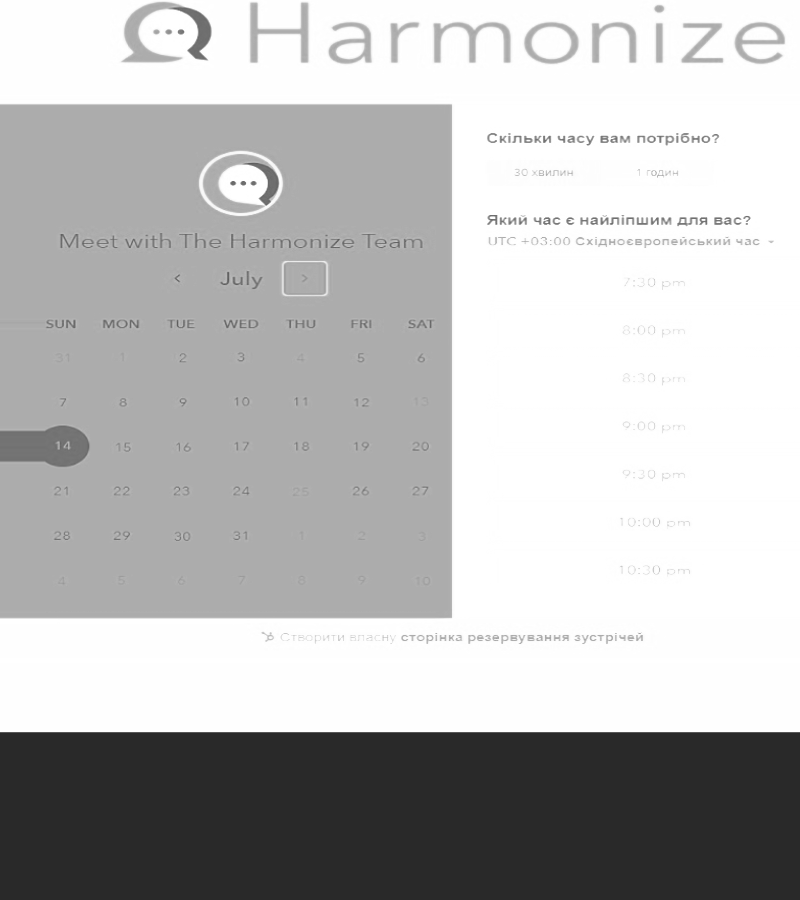 Harmonize
Meet with The Harmonize Team
‹ July ›
SUN MON TUE WED THU FRI SAT
31 1 2 3 4 5 6
7 8 9 10 11 12 13
14 15 16 17 18 19 20
21 22 23 24 25 26 27
28 29 30 31 1 2 3
4 5 6 7 8 9 10
Скільки часу вам потрібно?
30 хвилин 1 годин
Який час є найліпшим для вас?
UTC +03:00 Східноєвропейський час
7:30 pm
8:00 pm
8:30 pm
9:00 pm
9:30 pm
10:00 pm
10:30 pm
Створити власну сторінка резервування зустрічей